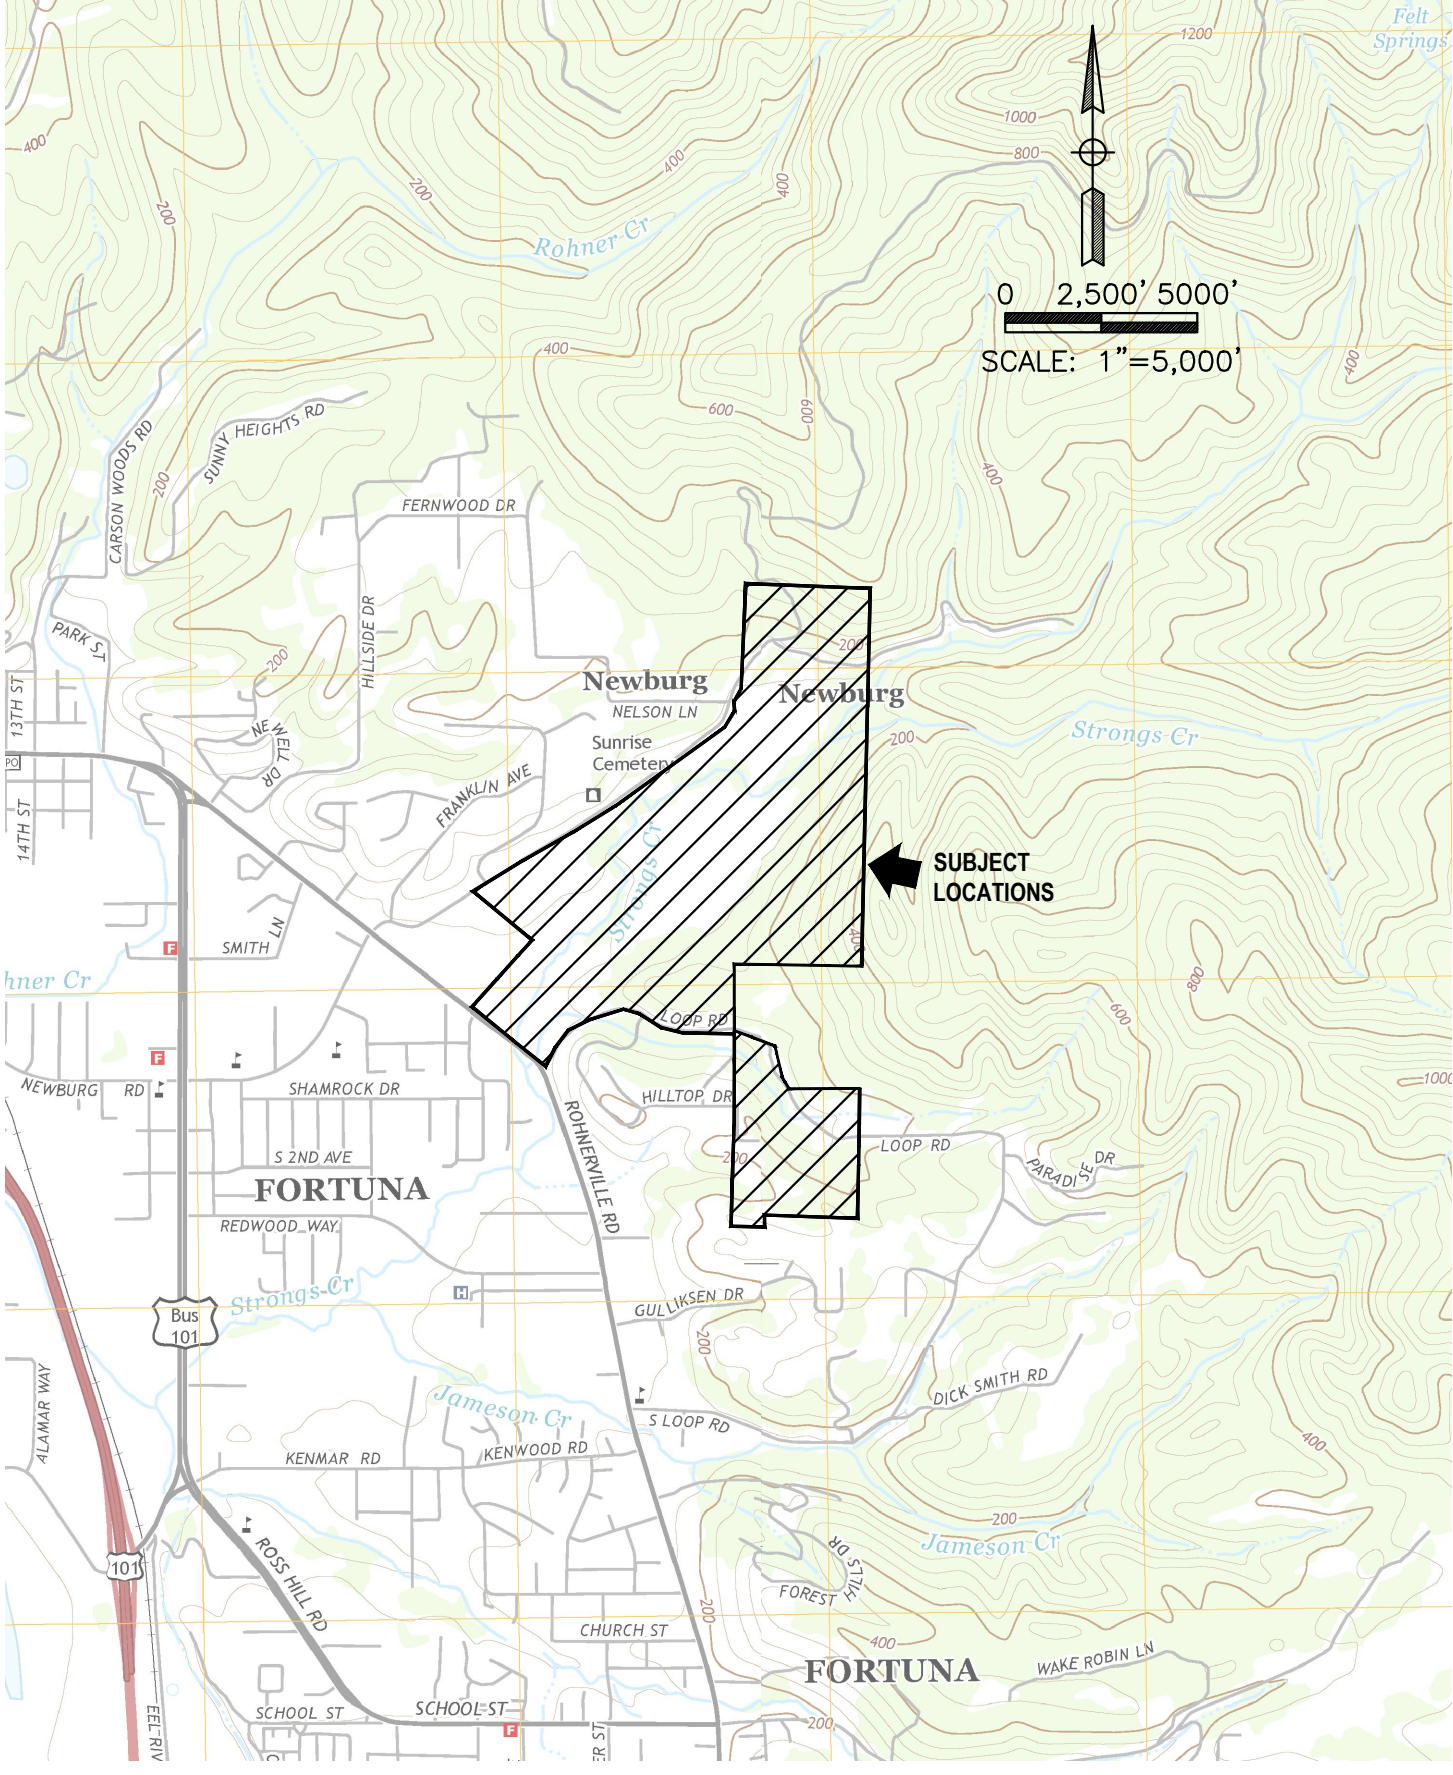 Felt
Springs
1200
1000
800
400
400
400
200
200
Rohner Cr
0 2,500' 5000'
SCALE: 1"=5,000'
400
400
600
600
SUNNY HEIGHTS RD
CARSON WOODS RD
200
400
FERNWOOD DR
HILLSIDE DR
PARK ST
200
200
13TH ST
Newburg
Newburg
NELSON LN
NEWELL DR
Sunrise
Cemetery
Strongs Cr
200
PO
FRANKLIN AVE
14TH ST
Strongs Cr
SUBJECT
LOCATIONS
SMITH LN
F
400
hner Cr
800
600
LOOP RD
F
1000
NEWBURG RD
SHAMROCK DR
HILLTOP DR
ROHNERVILLE RD
LOOP RD
S 2ND AVE
200
PARADISE DR
FORTUNA
REDWOOD WAY
Strongs Cr
H
GULLIKSEN DR
Bus
101
200
ALAMAR WAY
DICK SMITH RD
Jameson Cr
S LOOP RD
KENMAR RD
KENWOOD RD
400
200
Jameson Cr
ROSS HILL RD
101
FOREST HILLS DR
200
CHURCH ST
400
WAKE ROBIN LN
FORTUNA
SCHOOL ST
SCHOOL ST
F
200
EEL RIV
ER ST